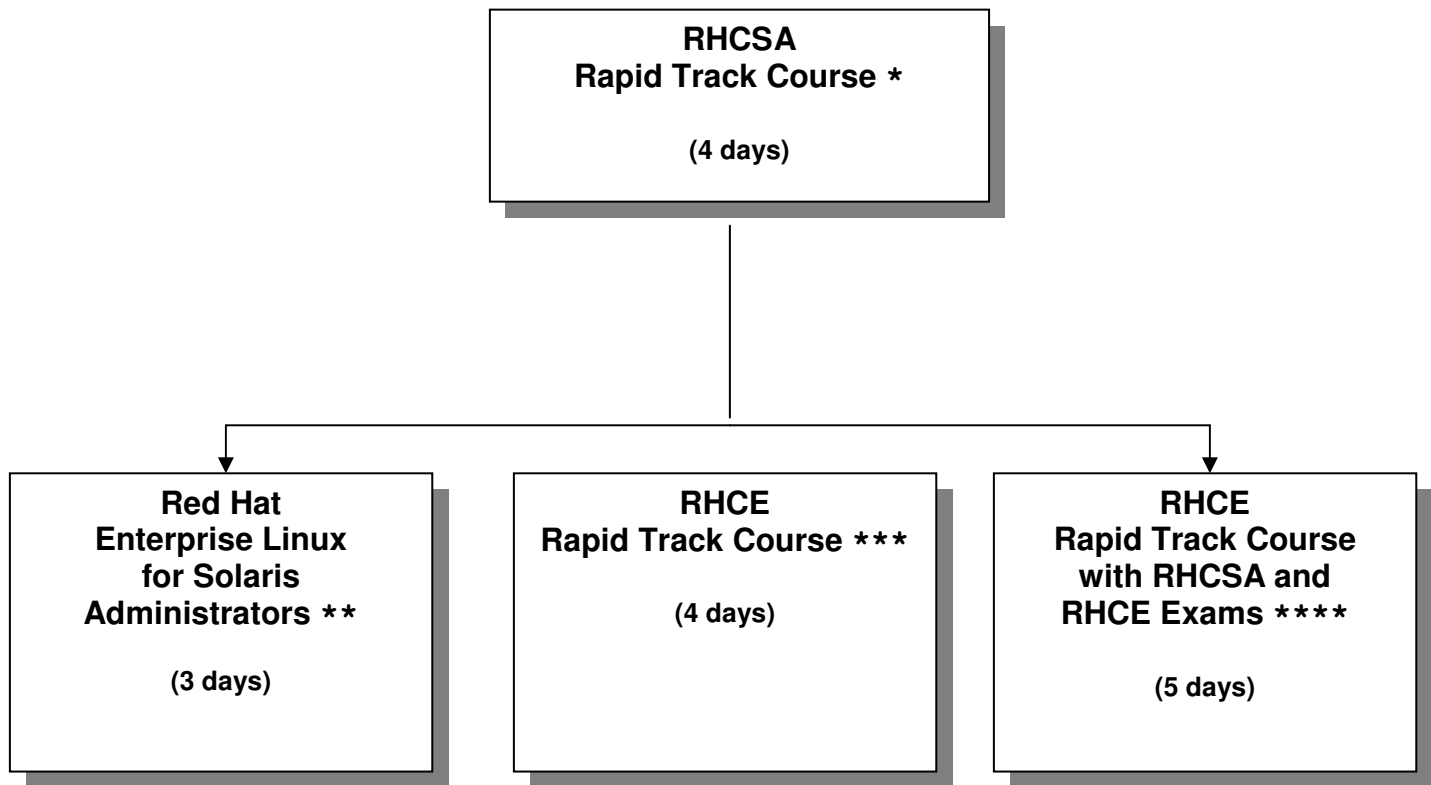 RHCSA
Rapid Track Course *
(4 days)
Red Hat
Enterprise Linux
for Solaris
Administrators **
(3 days)
RHCE
Rapid Track Course ***
(4 days)
RHCE
Rapid Track Course
with RHCSA and
RHCE Exams ****
(5 days)